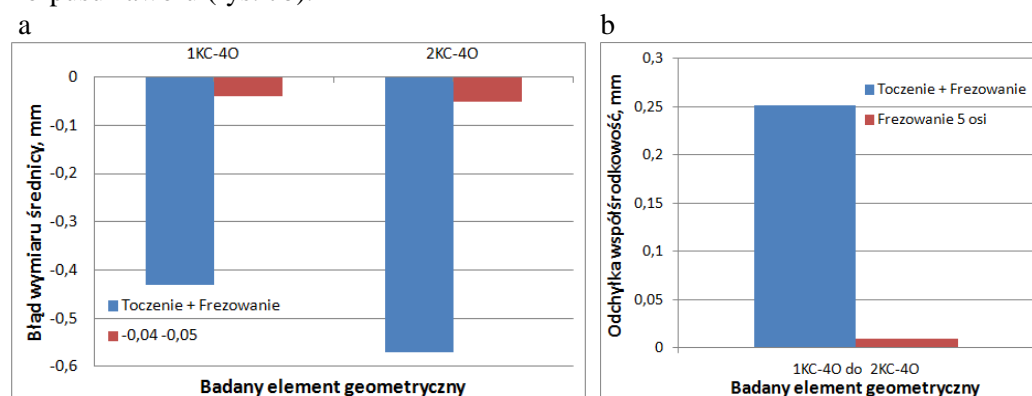 a
1KC-4O 2KC-4O
0
-0,1
-0,2
-0,3
-0,4
-0,5
-0,6
Błąd wymiaru średnicy, mm
Toczenie + Frezowanie
-0,04 -0,05
Badany element geometryczny
b
0,3
0,25
0,2
0,15
0,1
0,05
0
Odchyłka współśrodkowość, mm
Toczenie + Frezowanie
Frezowanie 5 osi
1KC-4O do 2KC-4O
Badany element geometryczny